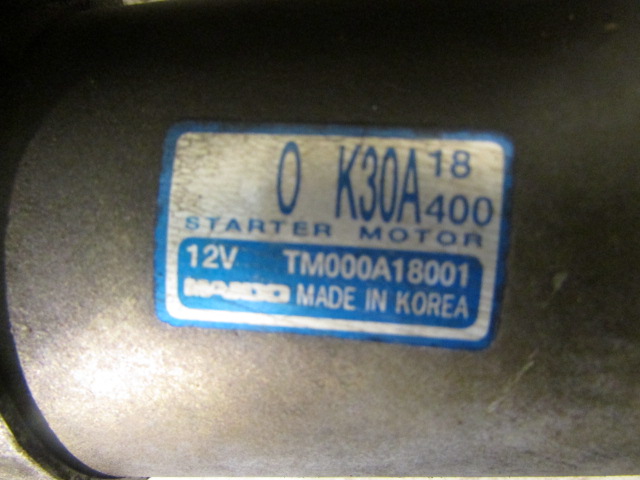 0 K30A 18 400
STARTER MOTOR
12V TM000A18001
MANDO MADE IN KOREA